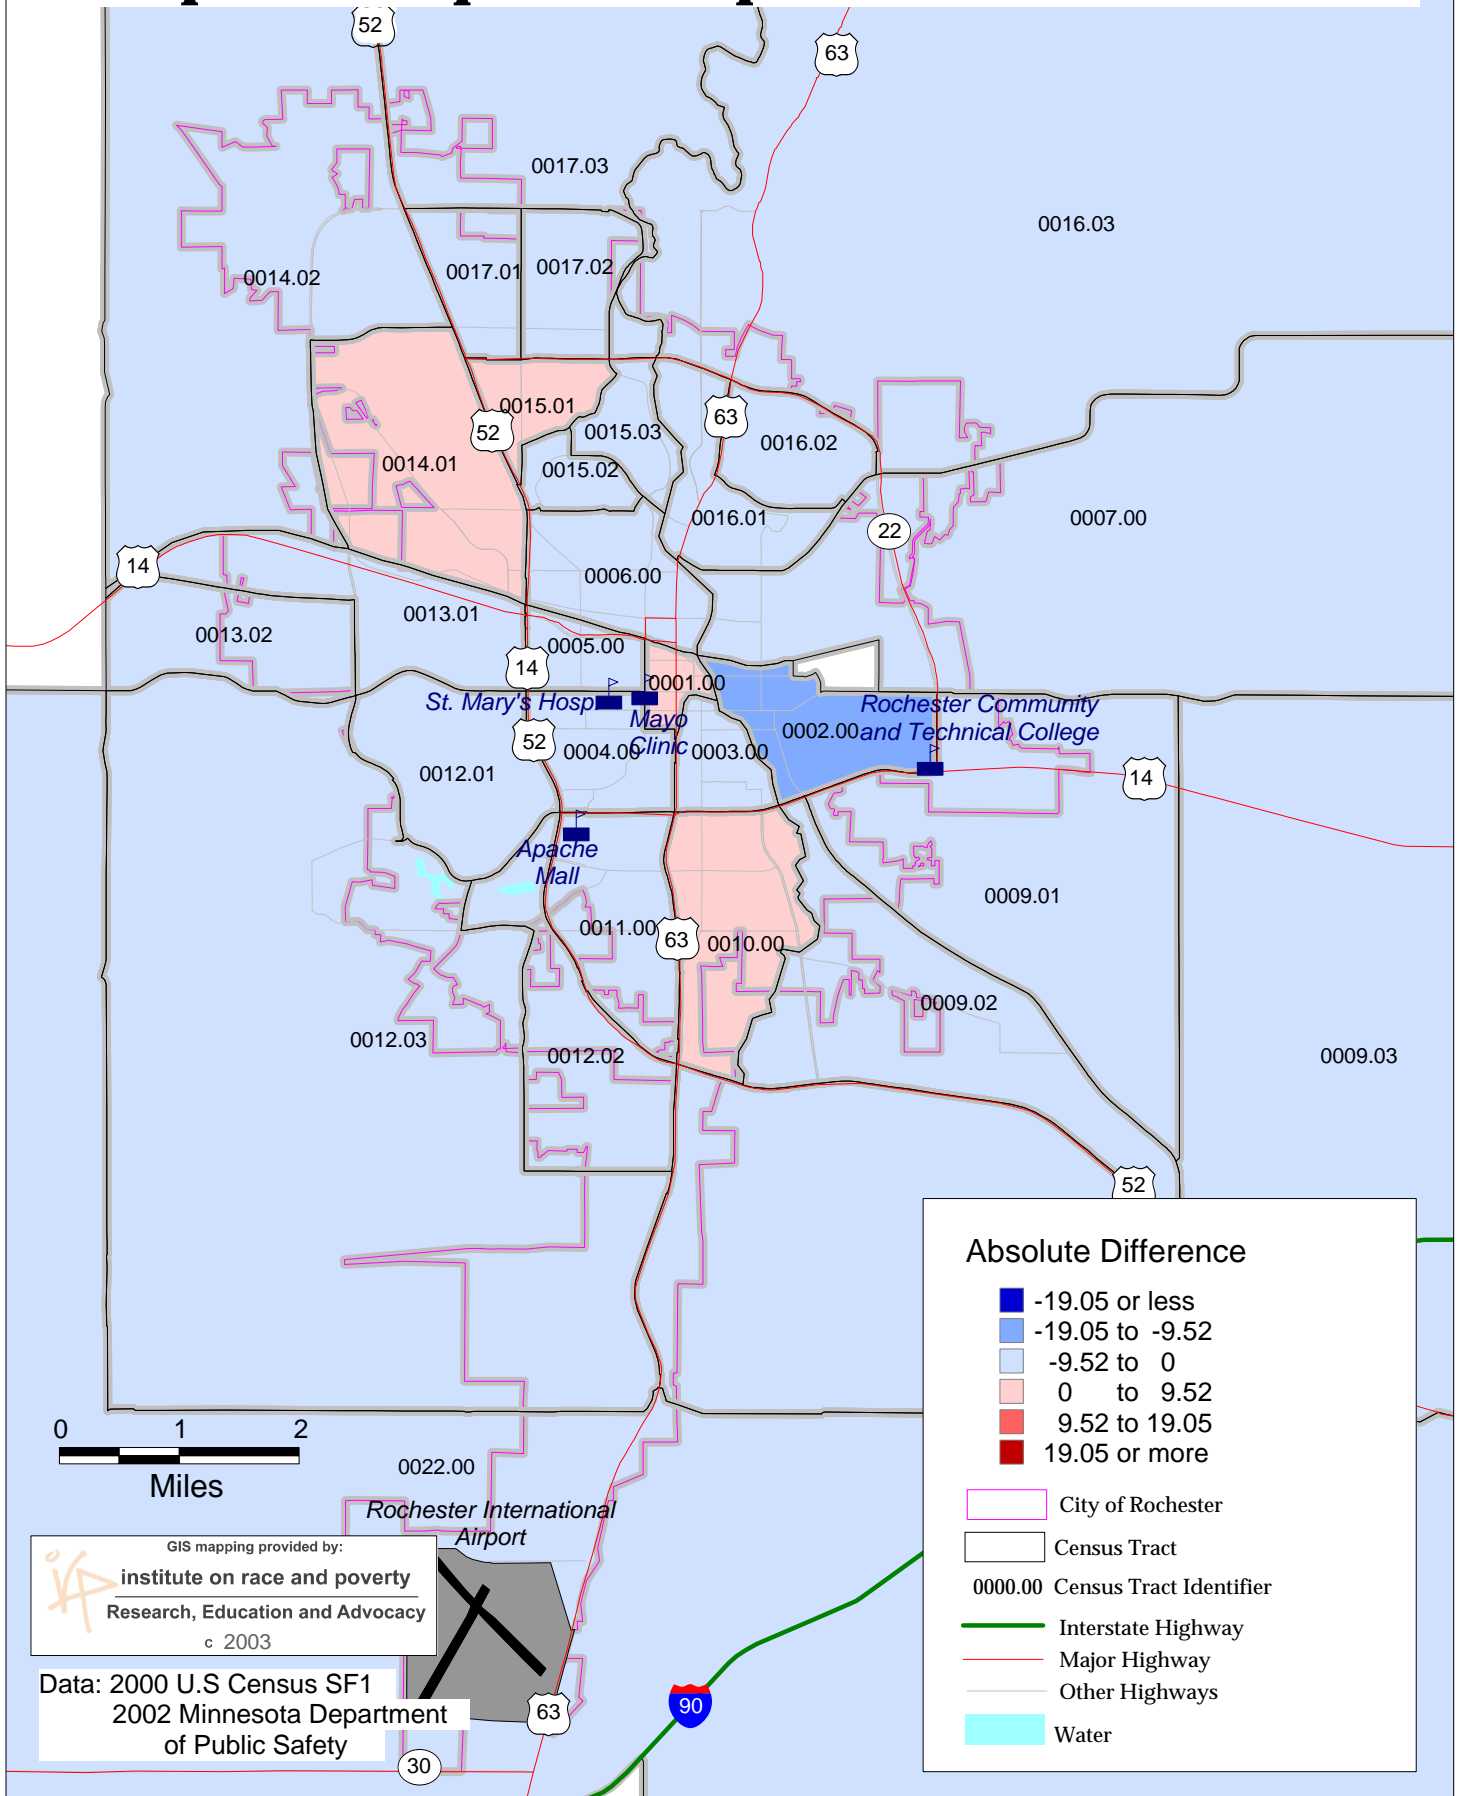 52
63
0017.03
0016.03
0014.02
0017.01
0017.02
0015.01
63
52
0015.03
0016.02
0014.01
0015.02
0016.01
0007.00
22
14
0006.00
0013.01
0013.02
0005.00
14
0001.00
St. Mary's Hosp
Rochester Community
and Technical College
Mayo
Clinic
0002.00
52
0004.00
0003.00
0012.01
14
Apache
Mall
0009.01
0011.00
63
0010.00
0009.02
0012.03
0012.02
0009.03
52
Absolute Difference
-19.05 or less
-19.05 to -9.52
-9.52 to 0
0 to 9.52
9.52 to 19.05
19.05 or more
City of Rochester
Census Tract
0000.00 Census Tract Identifier
Interstate Highway
Major Highway
Other Highways
Water
0 1 2
Miles
0022.00
Rochester International
Airport
GIS mapping provided by:
irp
institute on race and poverty
Research, Education and Advocacy
c 2003
Data: 2000 U.S Census SF1
2002 Minnesota Department
of Public Safety
63
90
30